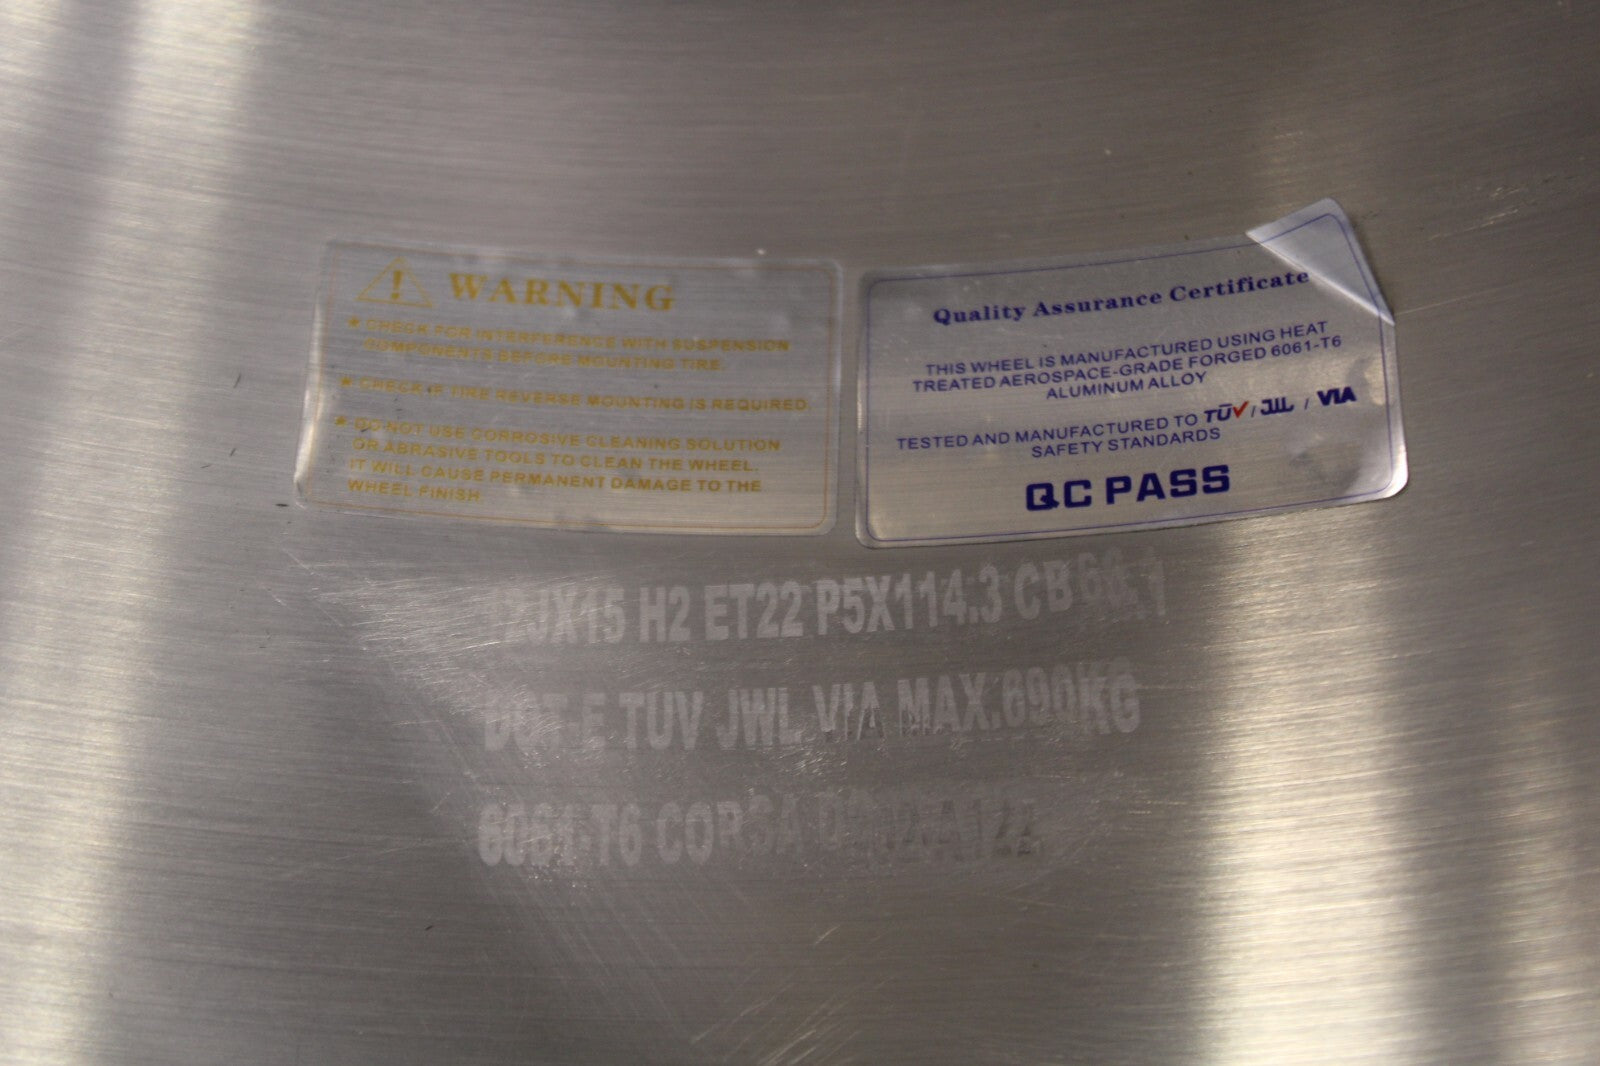 WARNING
★ CHECK FOR INTERFERENCE WITH SUSPENSION
COMPONENTS BEFORE MOUNTING TIRE.
★ CHECK IF TIRE REVERSE MOUNTING IS REQUIRED.
★ DO NOT USE CORROSIVE CLEANING SOLUTION
OR ABRASIVE TOOLS TO CLEAN THE WHEEL.
IT WILL CAUSE PERMANENT DAMAGE TO THE
WHEEL FINISH.
Quality Assurance Certificate
THIS WHEEL IS MANUFACTURED USING HEAT
TREATED AEROSPACE-GRADE FORGED 6061-T6
ALUMINUM ALLOY
TESTED AND MANUFACTURED TO TÜV / JWL / VIA
SAFETY STANDARDS
QC PASS
12JX15 H2 ET22 P5X114.3 CB
DOT-E TUV JWL VIA MAX.690KG
6061-T6 CORSA